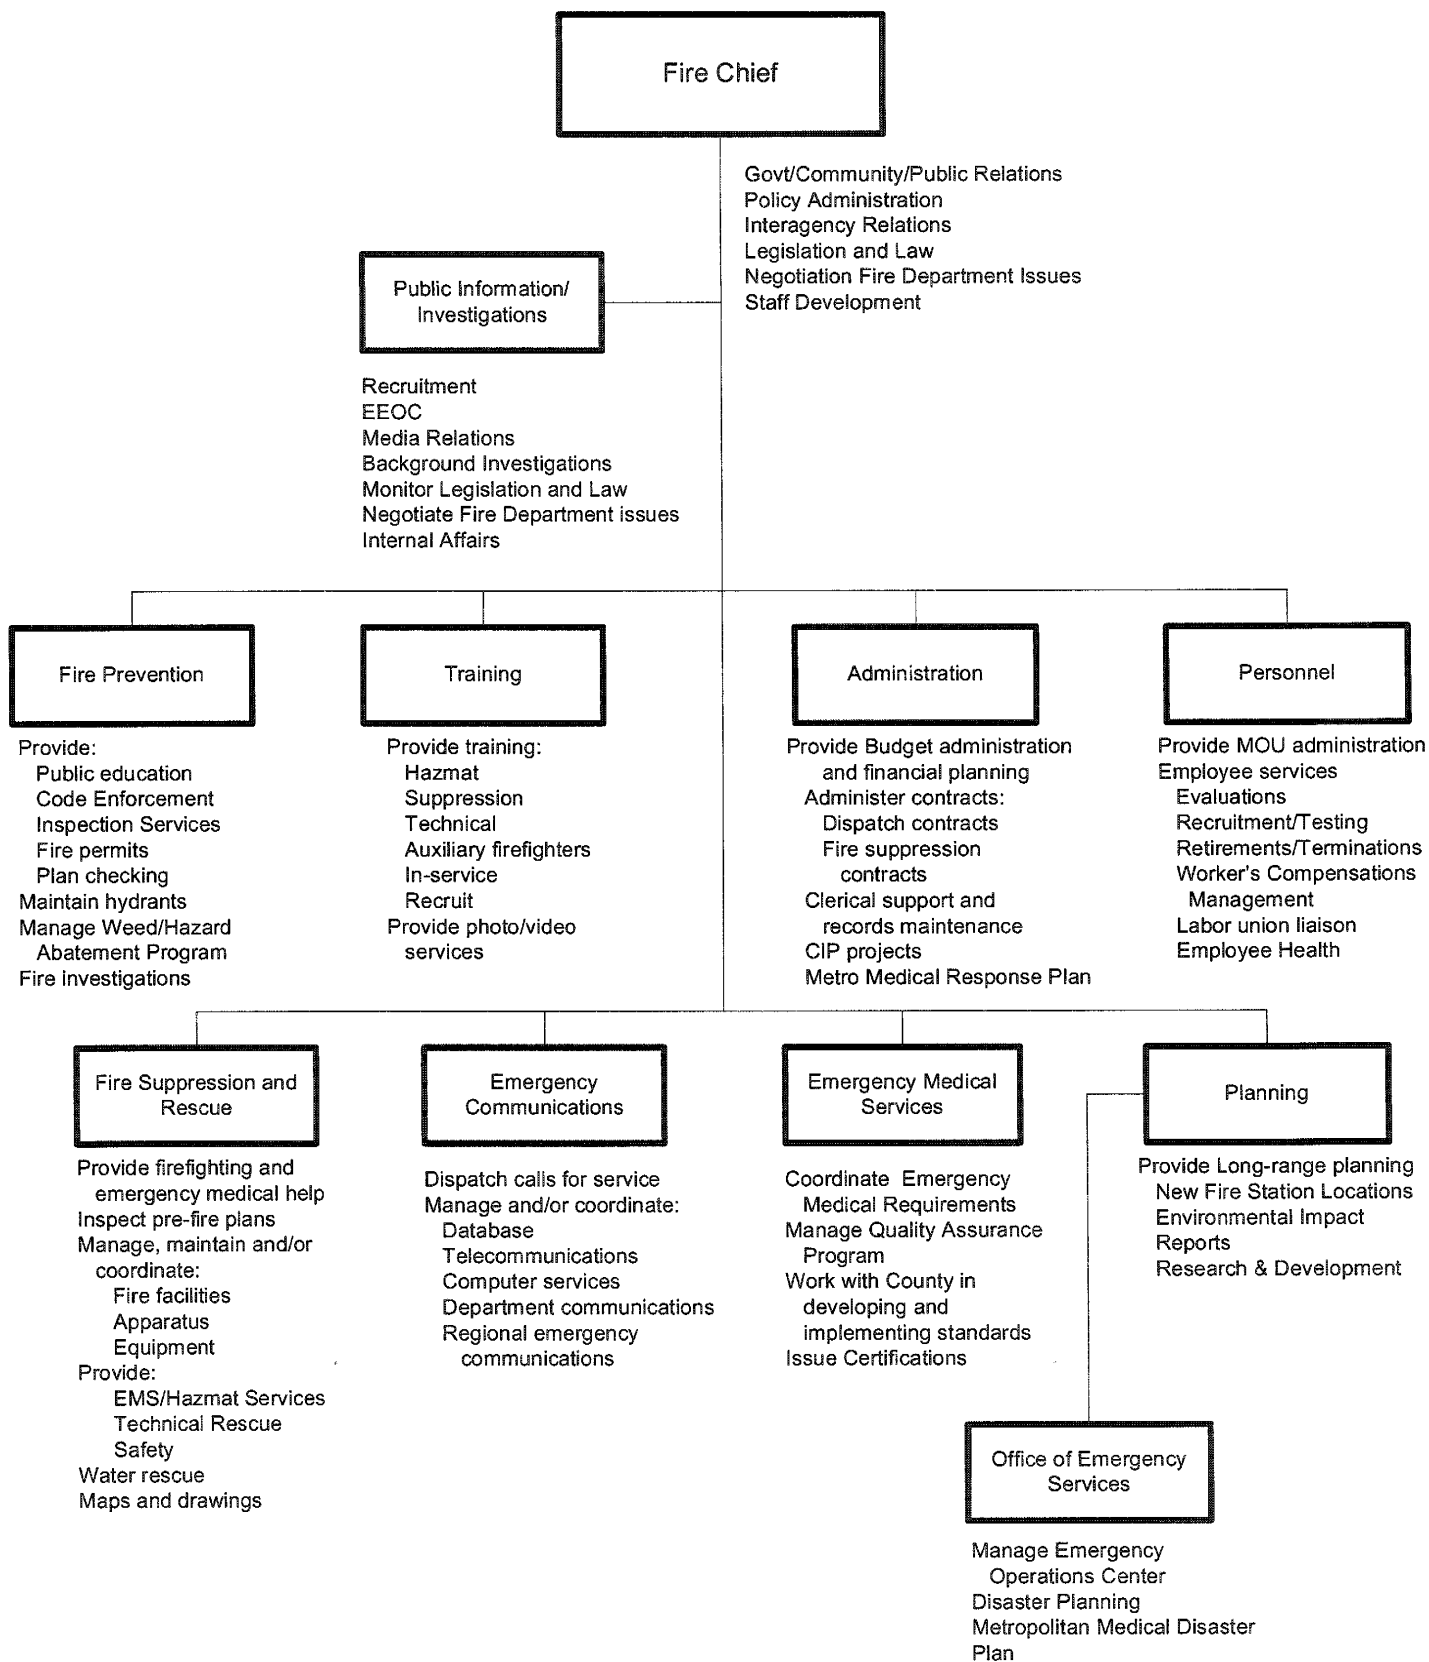 Fire Chief
Govt/Community/Public Relations
Policy Administration
Interagency Relations
Legislation and Law
Negotiation Fire Department Issues
Staff Development
Public Information/
Investigations
Recruitment
EEOC
Media Relations
Background Investigations
Monitor Legislation and Law
Negotiate Fire Department issues
Internal Affairs
Fire Prevention
Provide:
Public education
Code Enforcement
Inspection Services
Fire permits
Plan checking
Maintain hydrants
Manage Weed/Hazard
Abatement Program
Fire investigations
Training
Provide training:
Hazmat
Suppression
Technical
Auxiliary firefighters
In-service
Recruit
Provide photo/video
services
Administration
Provide Budget administration
and financial planning
Administer contracts:
Dispatch contracts
Fire suppression
contracts
Clerical support and
records maintenance
CIP projects
Metro Medical Response Plan
Personnel
Provide MOU administration
Employee services
Evaluations
Recruitment/Testing
Retirements/Terminations
Worker's Compensations
Management
Labor union liaison
Employee Health
Fire Suppression and
Rescue
Provide firefighting and
emergency medical help
Inspect pre-fire plans
Manage, maintain and/or
coordinate:
Fire facilities
Apparatus
Equipment
Provide:
EMS/Hazmat Services
Technical Rescue
Safety
Water rescue
Maps and drawings
Emergency
Communications
Dispatch calls for service
Manage and/or coordinate:
Database
Telecommunications
Computer services
Department communications
Regional emergency
communications
Emergency Medical
Services
Coordinate Emergency
Medical Requirements
Manage Quality Assurance
Program
Work with County in
developing and
implementing standards
Issue Certifications
Planning
Provide Long-range planning
New Fire Station Locations
Environmental Impact
Reports
Research & Development
Office of Emergency
Services
Manage Emergency
Operations Center
Disaster Planning
Metropolitan Medical Disaster
Plan